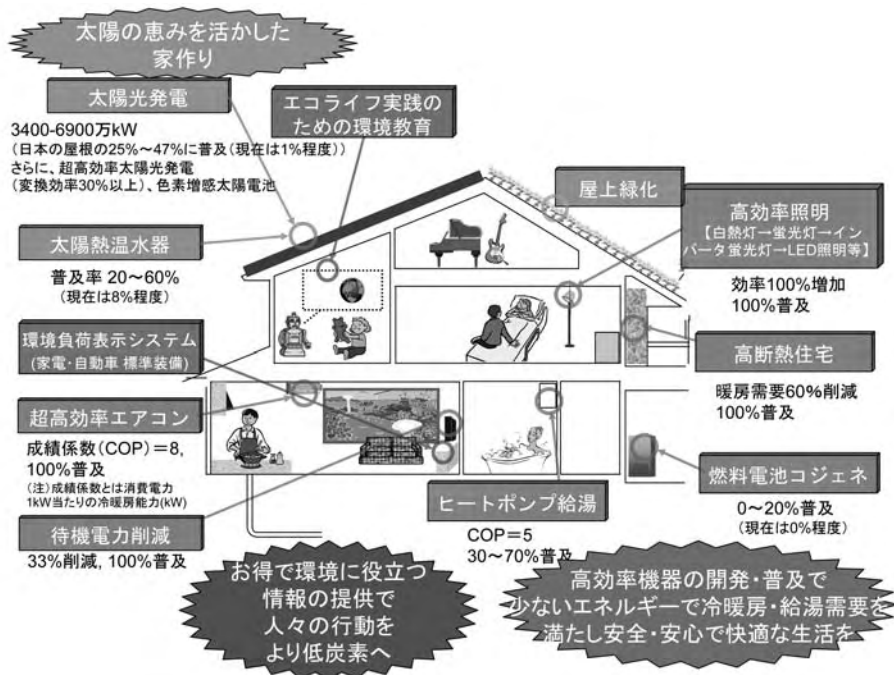 太陽の恵みを活かした
家作り
太陽光発電
3400-6900万kW
(日本の屋根の25%～47%に普及(現在は1%程度))
さらに、超高効率太陽光発電
(変換効率30%以上)、色素増感太陽電池
エコライフ実践の
ための環境教育
屋上緑化
高効率照明
【白熱灯→蛍光灯→イン
バータ蛍光灯→LED照明等】
効率100%増加
100%普及
太陽熱温水器
普及率 20～60%
(現在は8%程度)
環境負荷表示システム
(家電・自動車 標準装備)
高断熱住宅
暖房需要60%削減
100%普及
超高効率エアコン
成績係数(COP)＝8,
100%普及
(注)成績係数とは消費電力
1kW当たりの冷暖房能力(kW)
待機電力削減
33%削減, 100%普及
ヒートポンプ給湯
COP＝5
30～70%普及
燃料電池コジェネ
0～20%普及
(現在は0%程度)
お得で環境に役立つ
情報の提供で
人々の行動を
より低炭素へ
高効率機器の開発・普及で
少ないエネルギーで冷暖房・給湯需要を
満たし安全・安心で快適な生活を